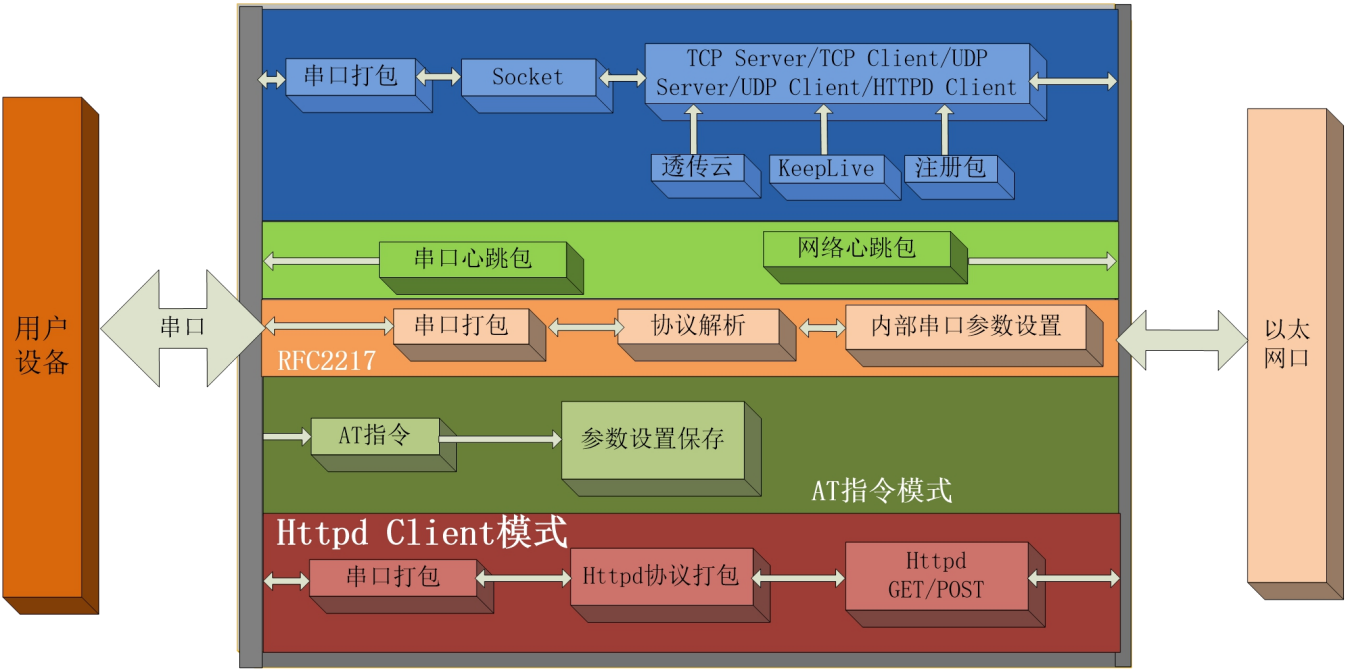 串口打包
Socket
TCP Server/TCP Client/UDP
Server/UDP Client/HTTPD Client
透传云
KeepLive
注册包
串口心跳包
网络心跳包
用户
设备
串口
串口打包
协议解析
内部串口参数设置
RFC2217
以太
网口
AT指令
参数设置保存
AT指令模式
Httpd Client模式
串口打包
Httpd协议打包
Httpd
GET/POST